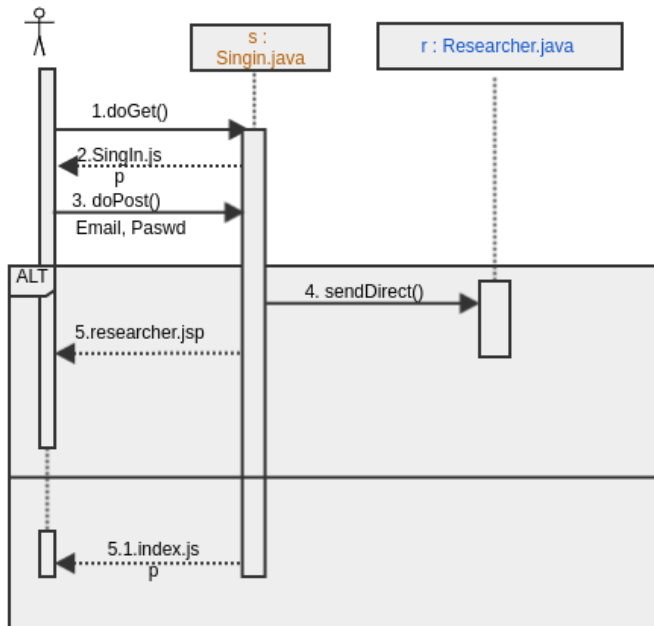 s :
Singin.java
r : Researcher.java
1.doGet()
2.SingIn.js
p
3. doPost()
Email, Paswd
ALT
4. sendDirect()
5.researcher.jsp
5.1.index.js
p